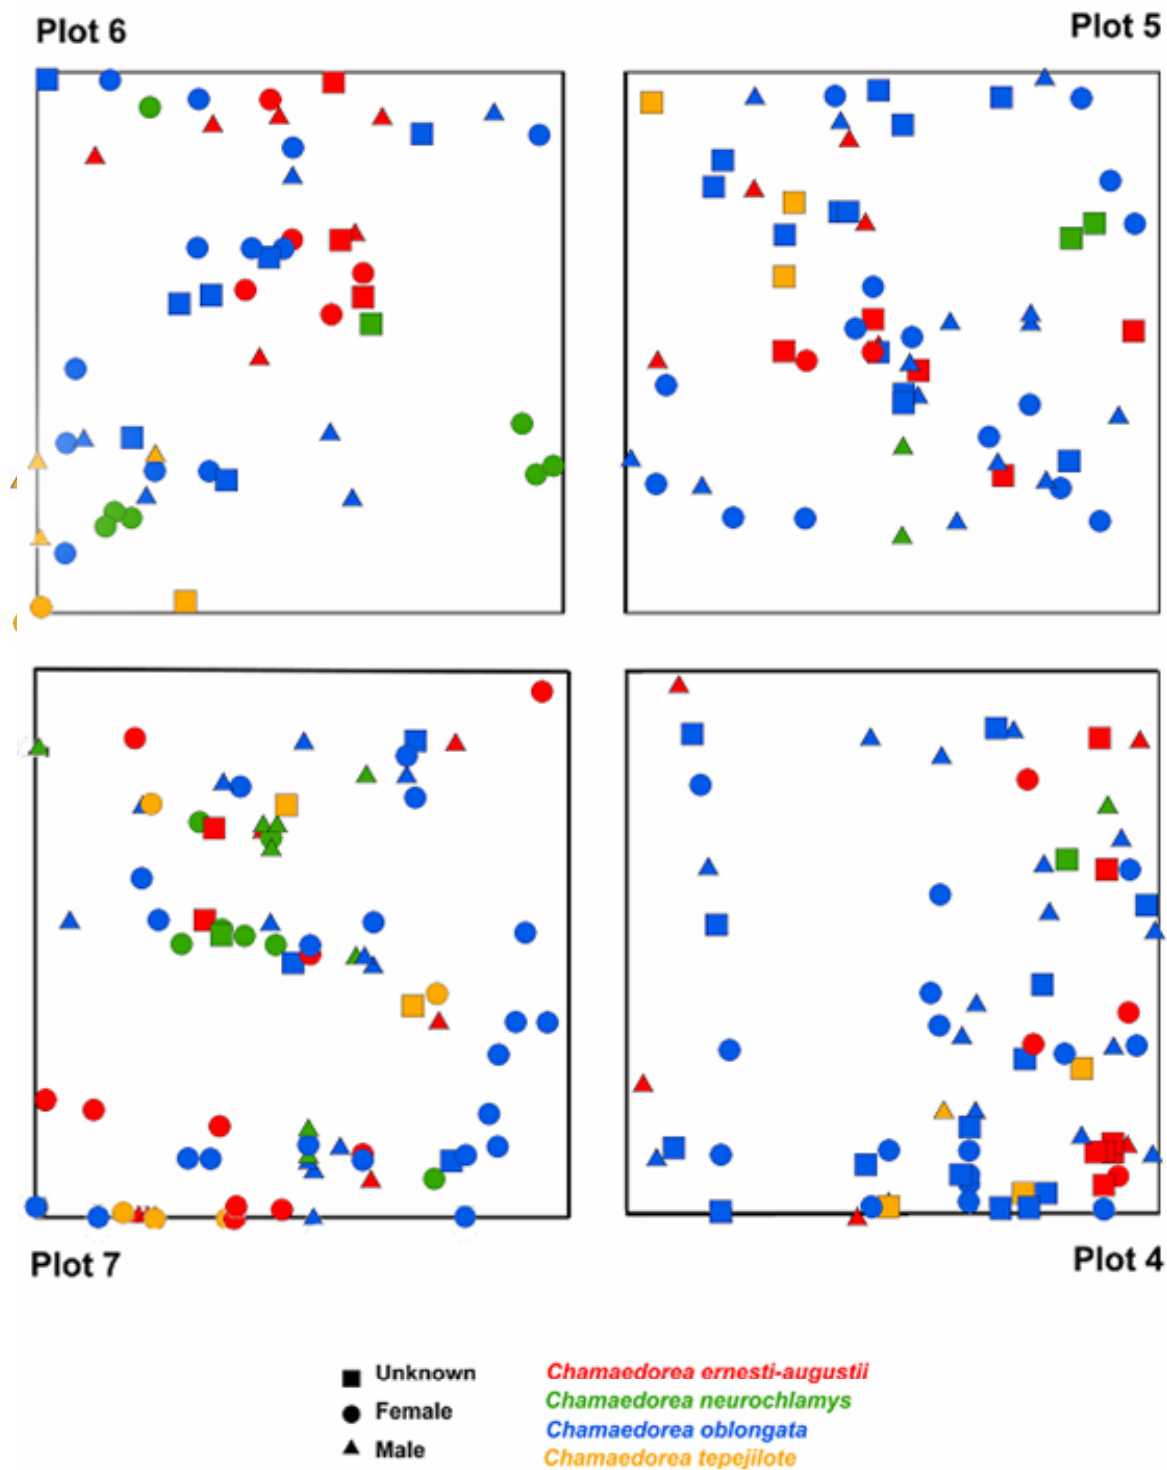 Plot 6
Plot 5
Plot 7
Plot 4
Unknown
Female
Male
Chamaedorea ernesti-augustii
Chamaedorea neurochlamys
Chamaedorea oblongata
Chamaedorea tepejilote